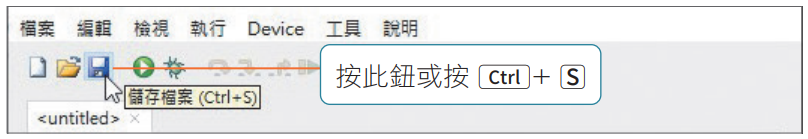 檔案 編輯 檢視 執行 Device 工具 說明
按此鈕或按 Ctrl + S
儲存檔案 (Ctrl+S)
<untitled> ×